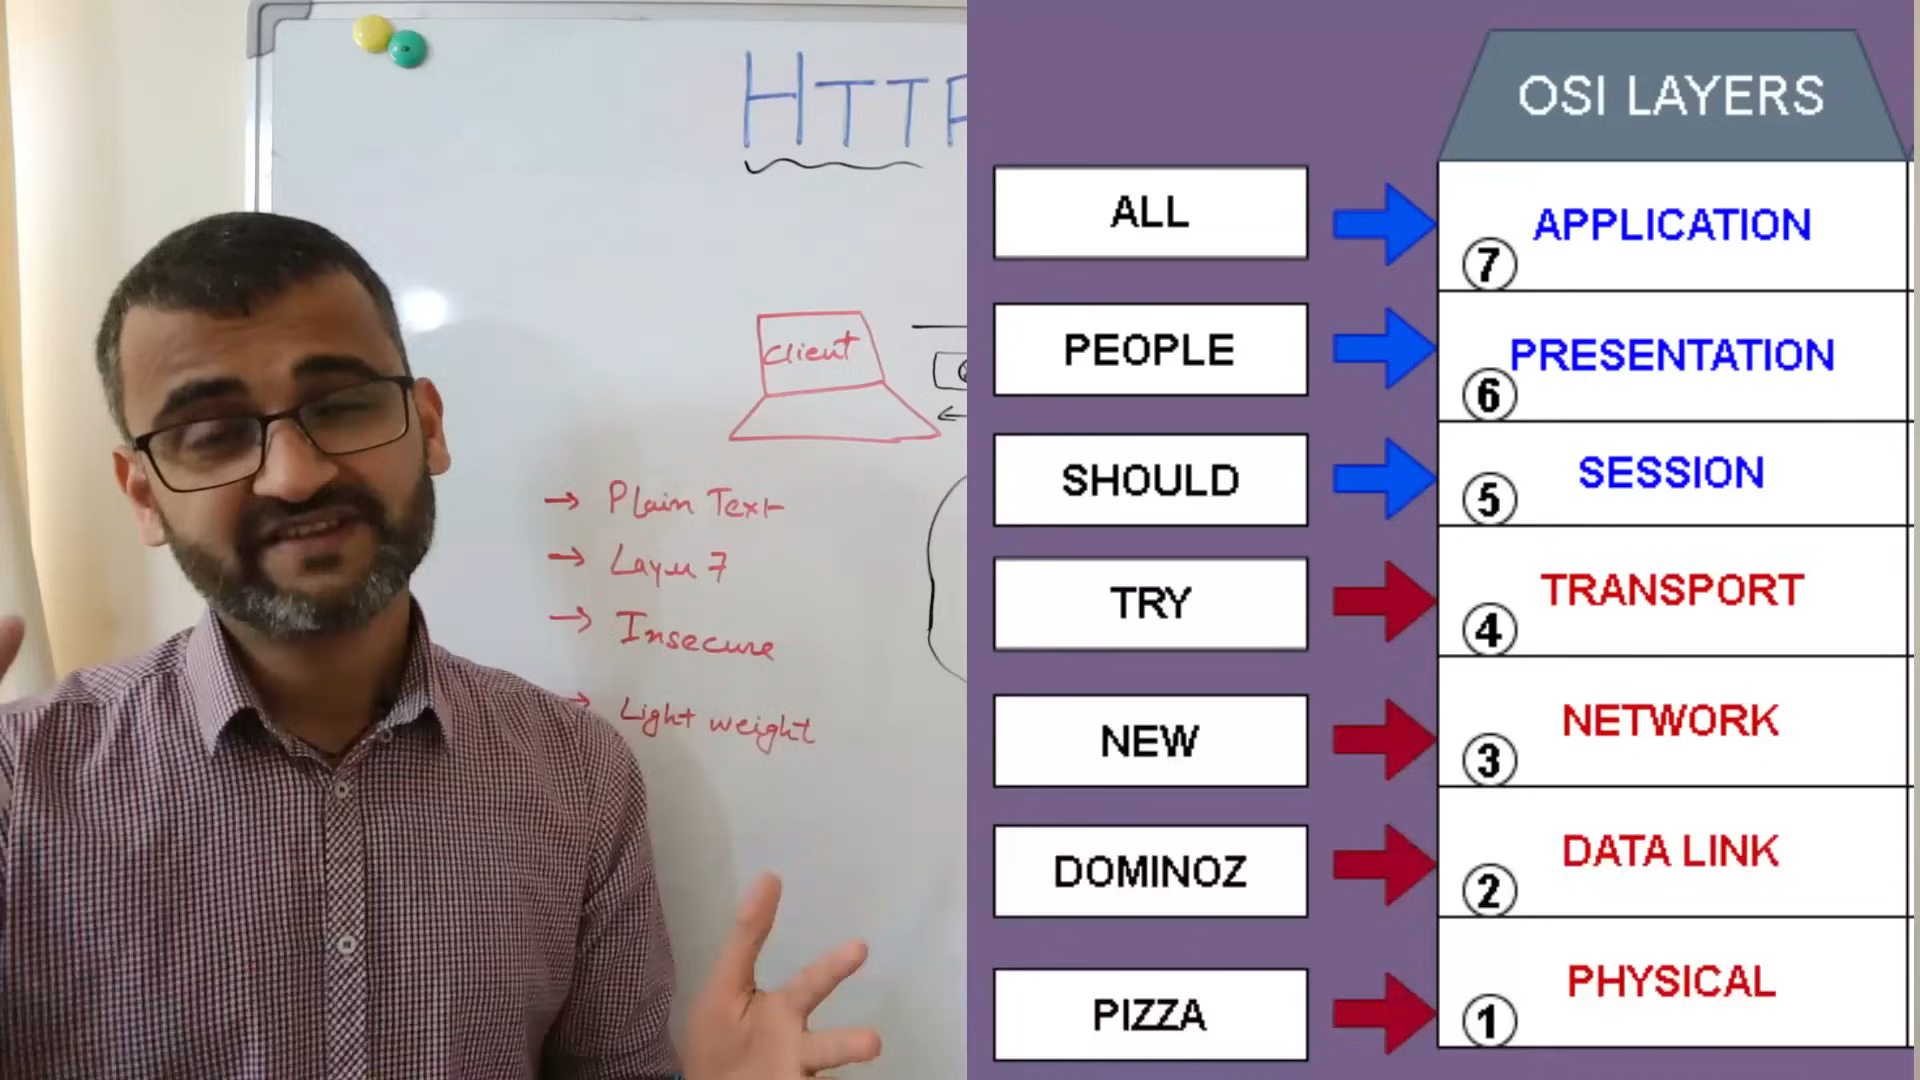 HTTP
client
→ Plain Text
→ Layer 7
→ Insecure
→ Light weight
OSI LAYERS
ALL
7 APPLICATION
PEOPLE
6 PRESENTATION
SHOULD
5 SESSION
TRY
4 TRANSPORT
NEW
3 NETWORK
DOMINOZ
2 DATA LINK
PIZZA
1 PHYSICAL